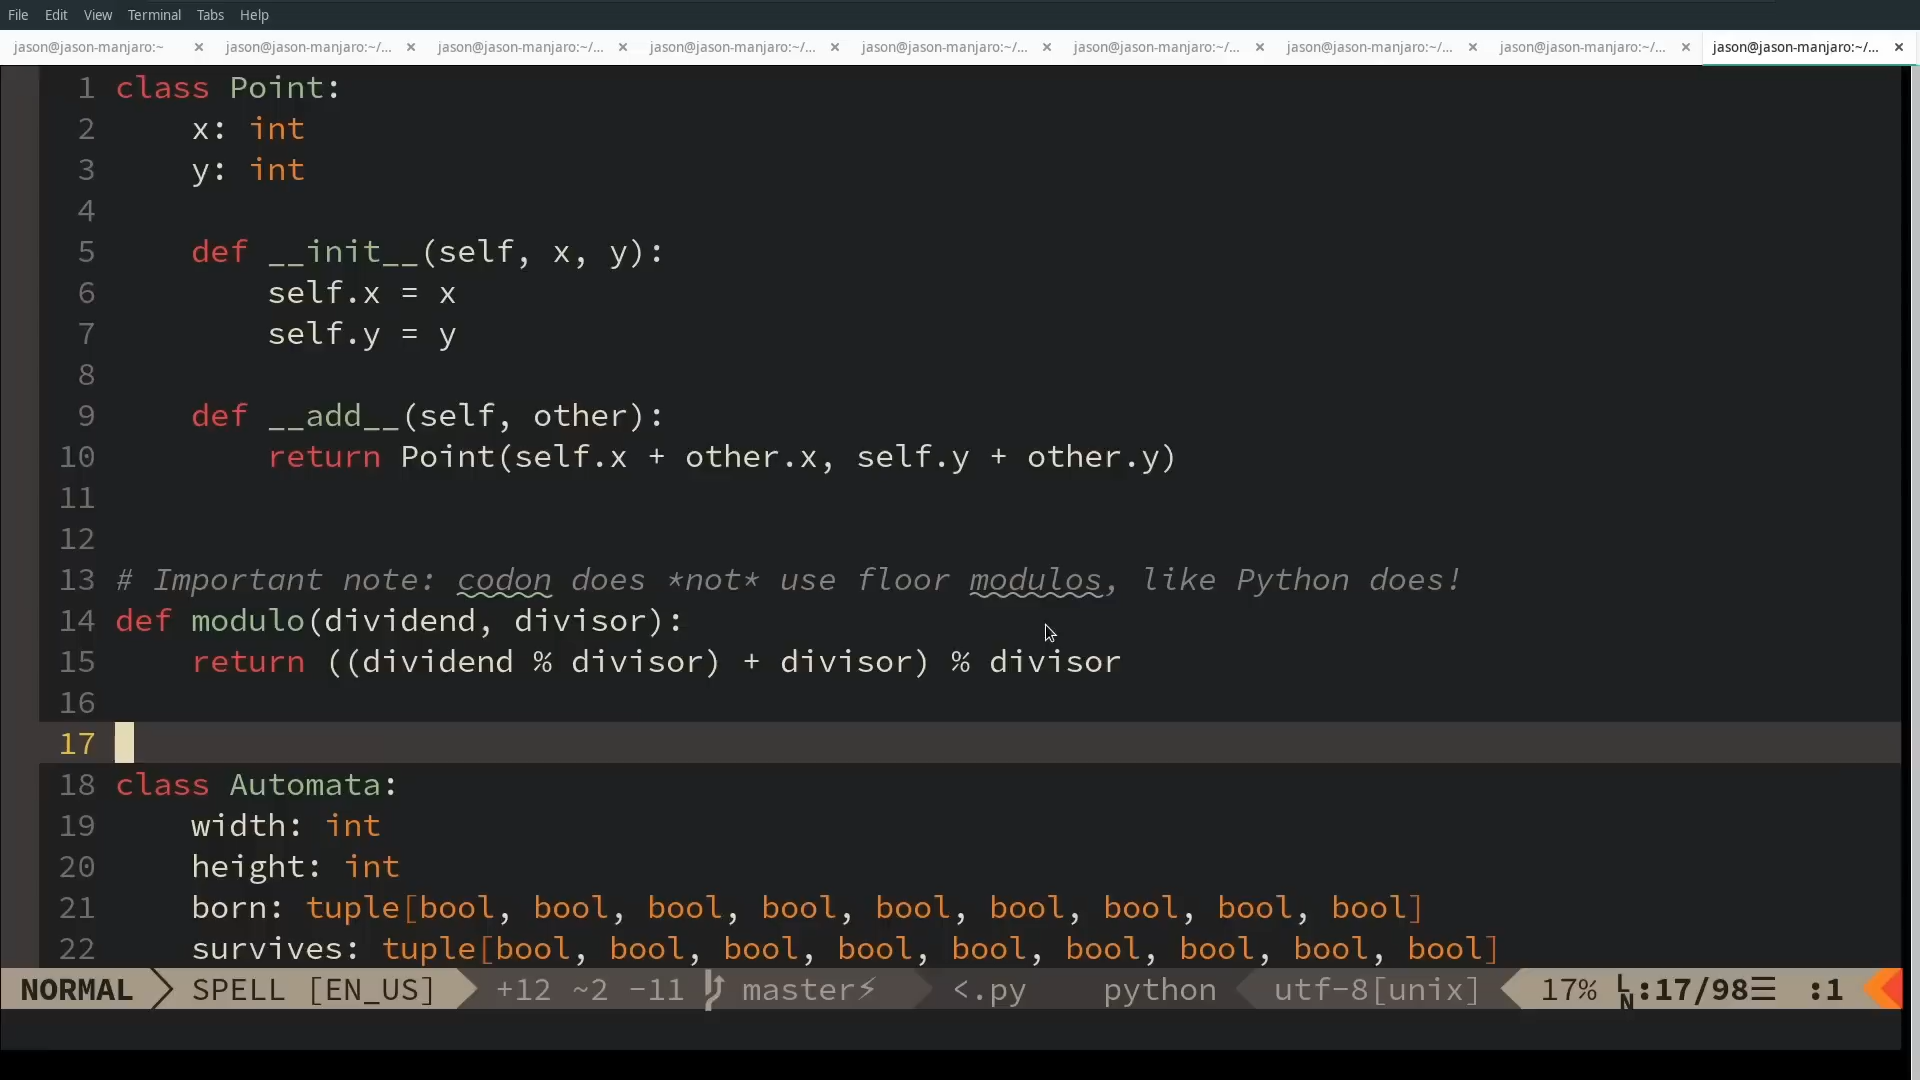 File Edit View Terminal Tabs Help
jason@jason-manjaro:~ × jason@jason-manjaro:~/... × jason@jason-manjaro:~/... × jason@jason-manjaro:~/... × jason@jason-manjaro:~/... × jason@jason-manjaro:~/... × jason@jason-manjaro:~/... × jason@jason-manjaro:~/... × jason@jason-manjaro:~/... ×
1 class Point:
2     x: int
3     y: int
4
5     def __init__(self, x, y):
6         self.x = x
7         self.y = y
8
9     def __add__(self, other):
10         return Point(self.x + other.x, self.y + other.y)
11
12
13 # Important note: codon does *not* use floor modulos, like Python does!
14 def modulo(dividend, divisor):
15     return ((dividend % divisor) + divisor) % divisor
16
17
18 class Automata:
19     width: int
20     height: int
21     born: tuple[bool, bool, bool, bool, bool, bool, bool, bool, bool]
22     survives: tuple[bool, bool, bool, bool, bool, bool, bool, bool, bool]
NORMAL SPELL [EN_US] +12 ~2 -11 master⚡ <.py python utf-8[unix] 17% LN:17/98☰ :1